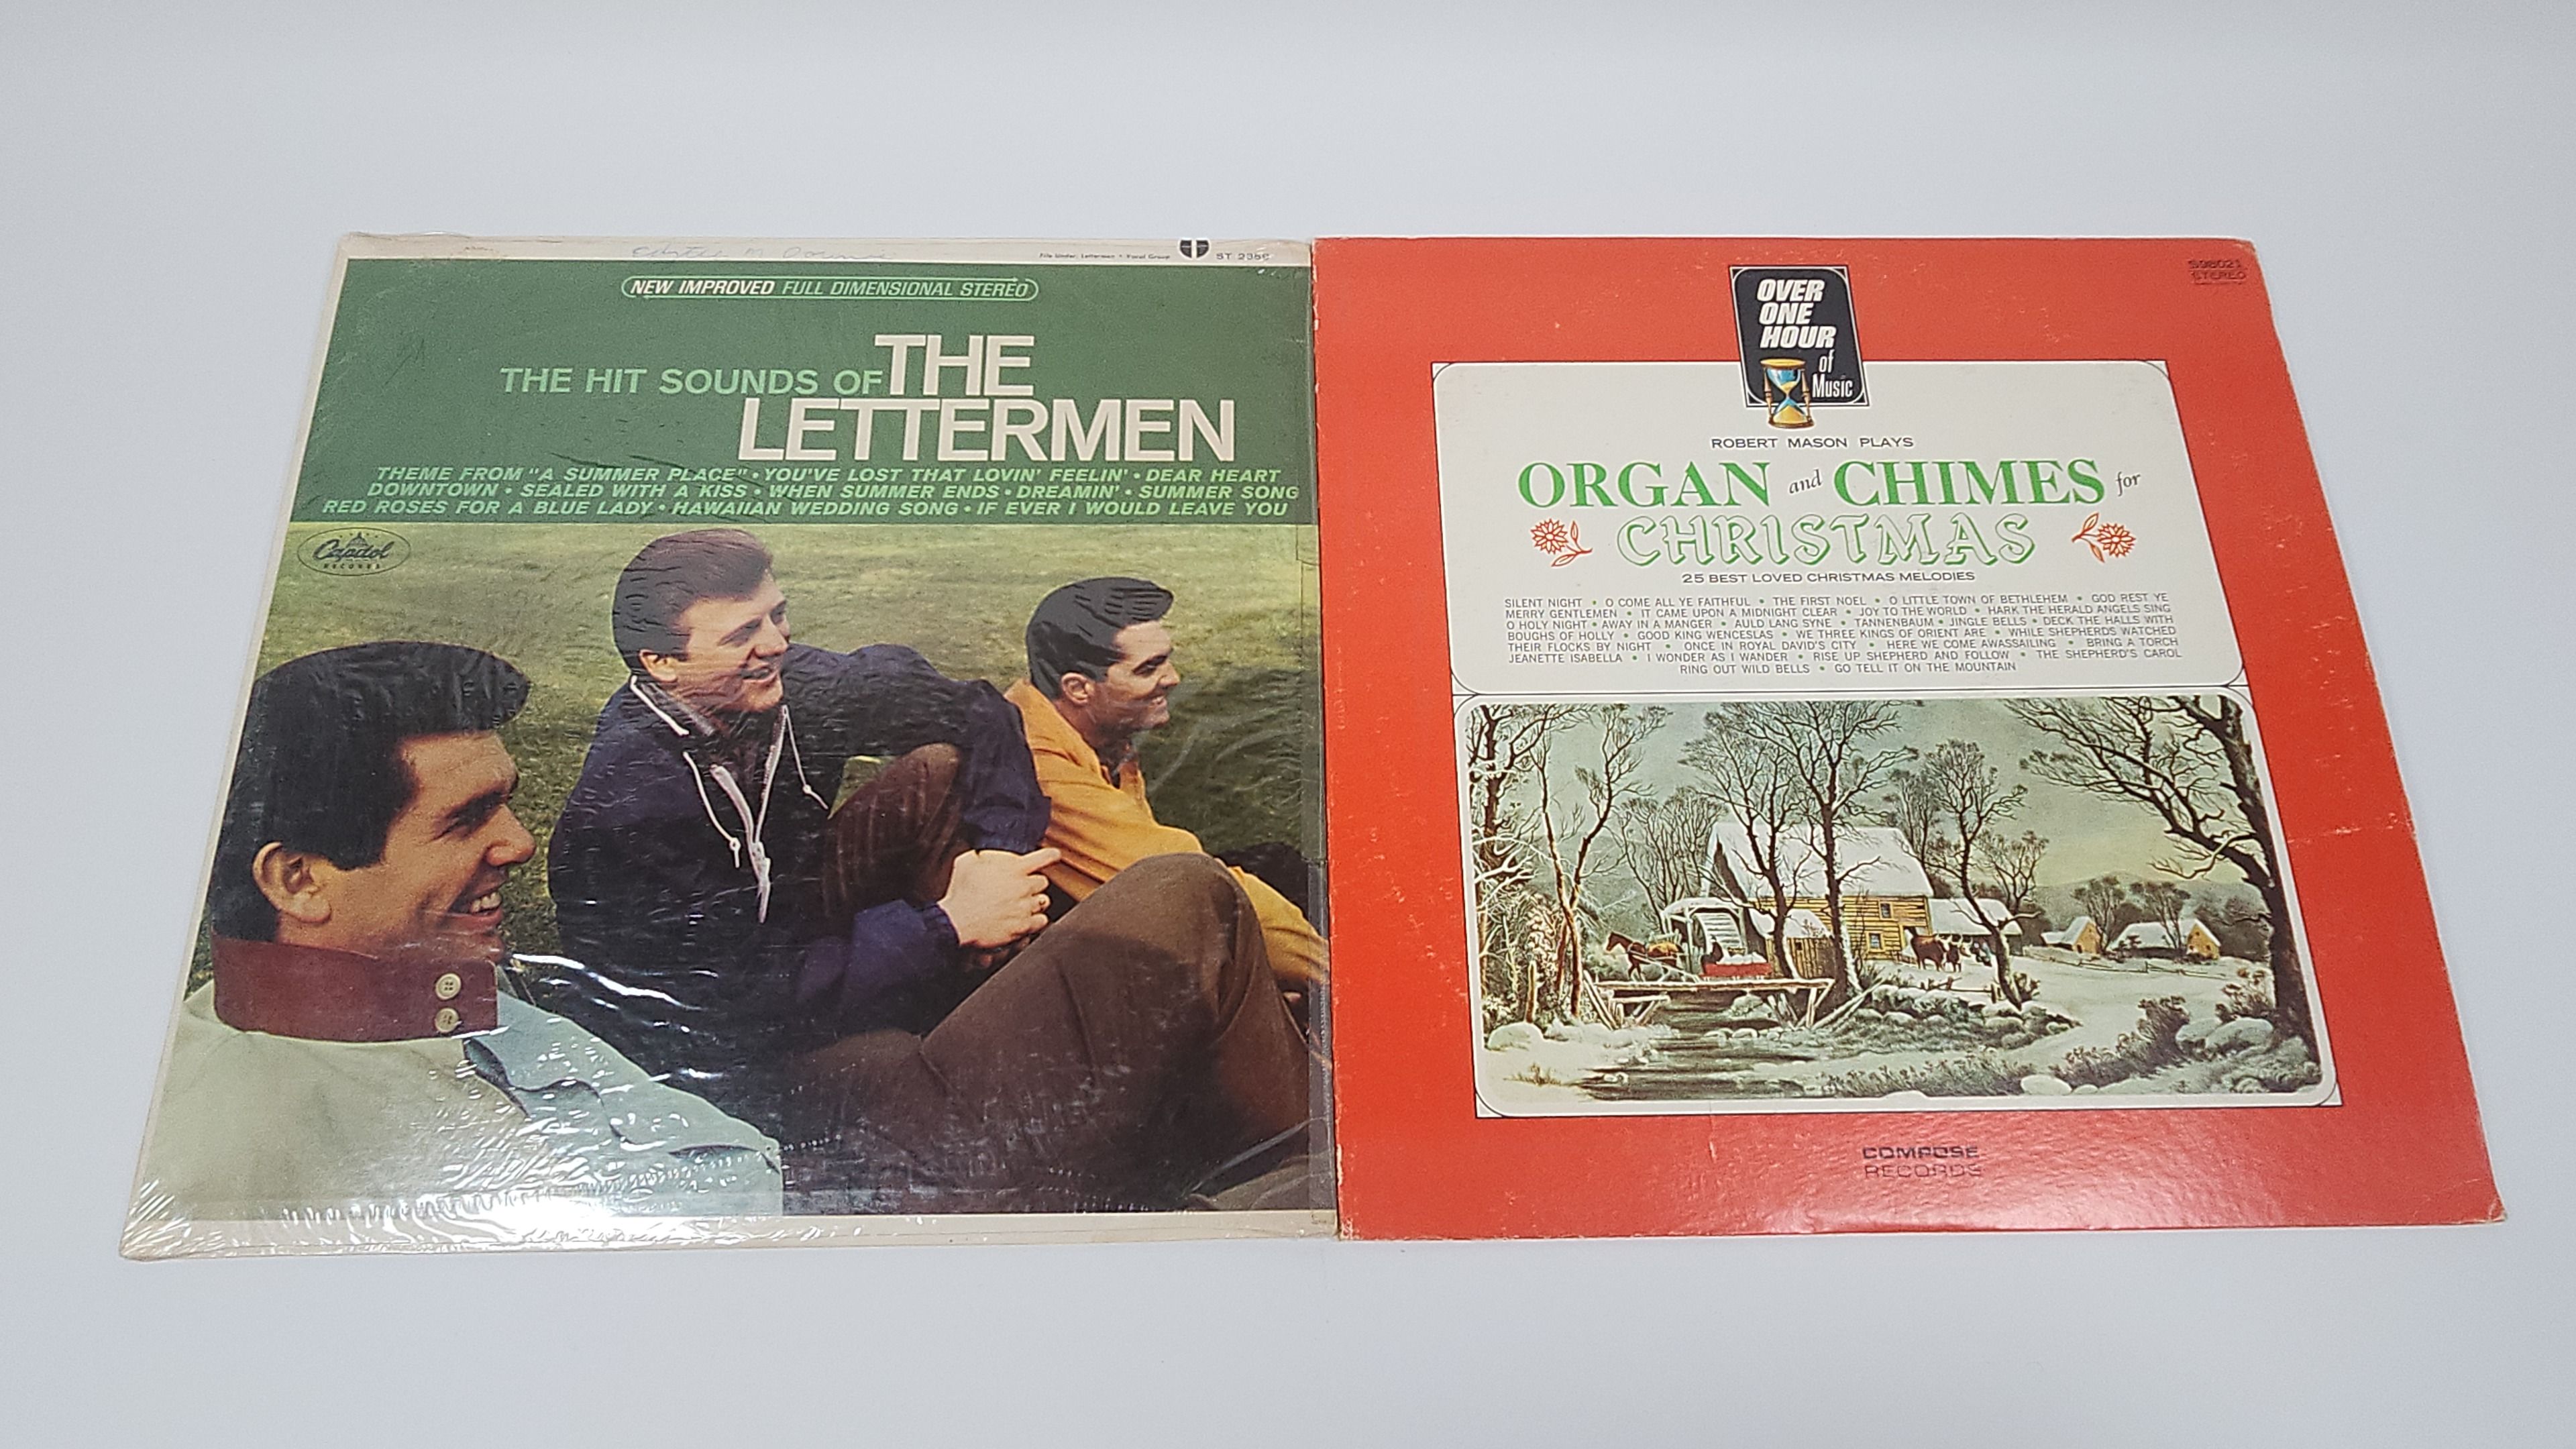 File Under: Lettermen • Vocal Group
NEW IMPROVED FULL DIMENSIONAL STEREO
THE HIT SOUNDS OF THE
LETTERMEN
THEME FROM "A SUMMER PLACE" • YOU'VE LOST THAT LOVIN' FEELIN' • DEAR HEART
DOWNTOWN • SEALED WITH A KISS • WHEN SUMMER ENDS • DREAMIN' • SUMMER SONG
RED ROSES FOR A BLUE LADY • HAWAIIAN WEDDING SONG • IF EVER I WOULD LEAVE YOU
Capitol
RECORDS
S98021
STEREO
OVER
ONE
HOUR
of
Music
ROBERT MASON PLAYS
ORGAN and CHIMES for
CHRISTMAS
25 BEST LOVED CHRISTMAS MELODIES
SILENT NIGHT • O COME ALL YE FAITHFUL • THE FIRST NOEL • O LITTLE TOWN OF BETHLEHEM • GOD REST YE
MERRY GENTLEMEN • IT CAME UPON A MIDNIGHT CLEAR • JOY TO THE WORLD • HARK THE HERALD ANGELS SING
O HOLY NIGHT • AWAY IN A MANGER • AULD LANG SYNE • TANNENBAUM • JINGLE BELLS • DECK THE HALLS WITH
BOUGHS OF HOLLY • GOOD KING WENCESLAS • WE THREE KINGS OF ORIENT ARE • WHILE SHEPHERDS WATCHED
THEIR FLOCKS BY NIGHT • ONCE IN ROYAL DAVID'S CITY • HERE WE COME AWASSAILING • BRING A TORCH
JEANETTE ISABELLA • I WONDER AS I WANDER • RISE UP SHEPHERD AND FOLLOW • THE SHEPHERD'S CAROL
RING OUT WILD BELLS • GO TELL IT ON THE MOUNTAIN
COMPOSE
RECORDS